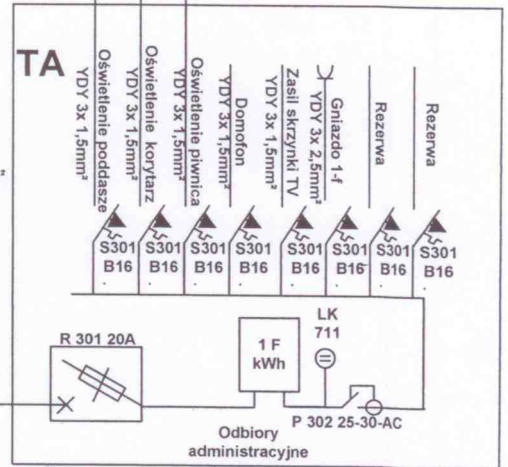 TA
Oświetlenie poddasze
YDY 3x 1,5mm²
Oświetlenie korytarz
YDY 3x 1,5mm²
Oświetlenie piwnica
YDY 3x 1,5mm²
Domofon
YDY 3x 1,5mm²
Zasil skrzynki TV
YDY 3x 1,5mm²
Gniazdo 1-f
YDY 3x 2,5mm²
Rezerwa
Rezerwa
S301
B16
S301
B16
S301
B16
S301
B16
S301
B16
S301
B16
S301
B16
S301
B16
R 301 20A
1 F
kWh
LK
711
P 302 25-30-AC
Odbiory
administracyjne